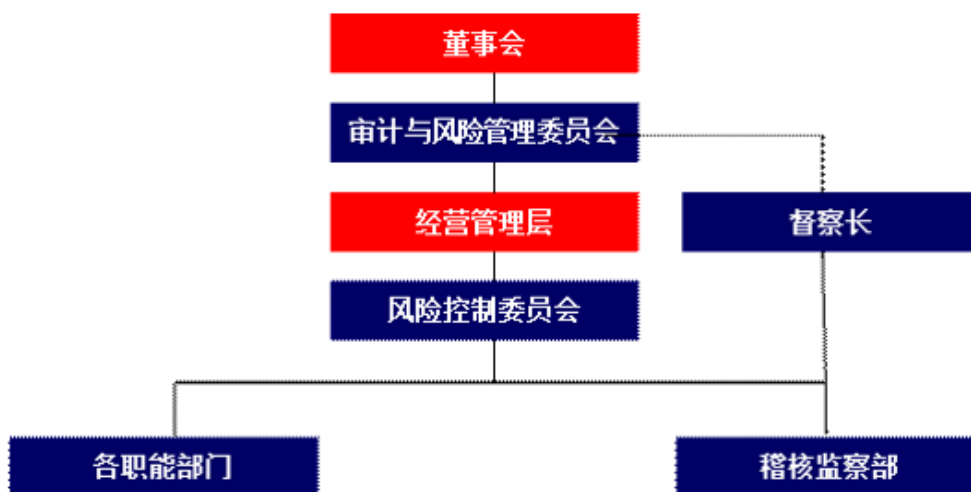 董事会
审计与风险管理委员会
经营管理层
督察长
风险控制委员会
各职能部门
稽核监察部